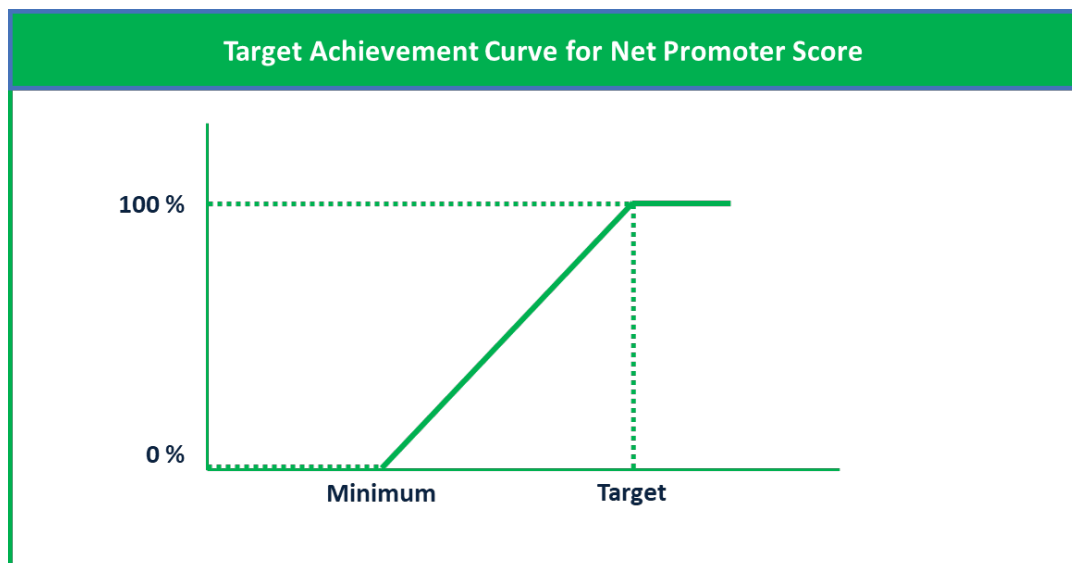 Target Achievement Curve for Net Promoter Score
100 %
0 %
Minimum
Target